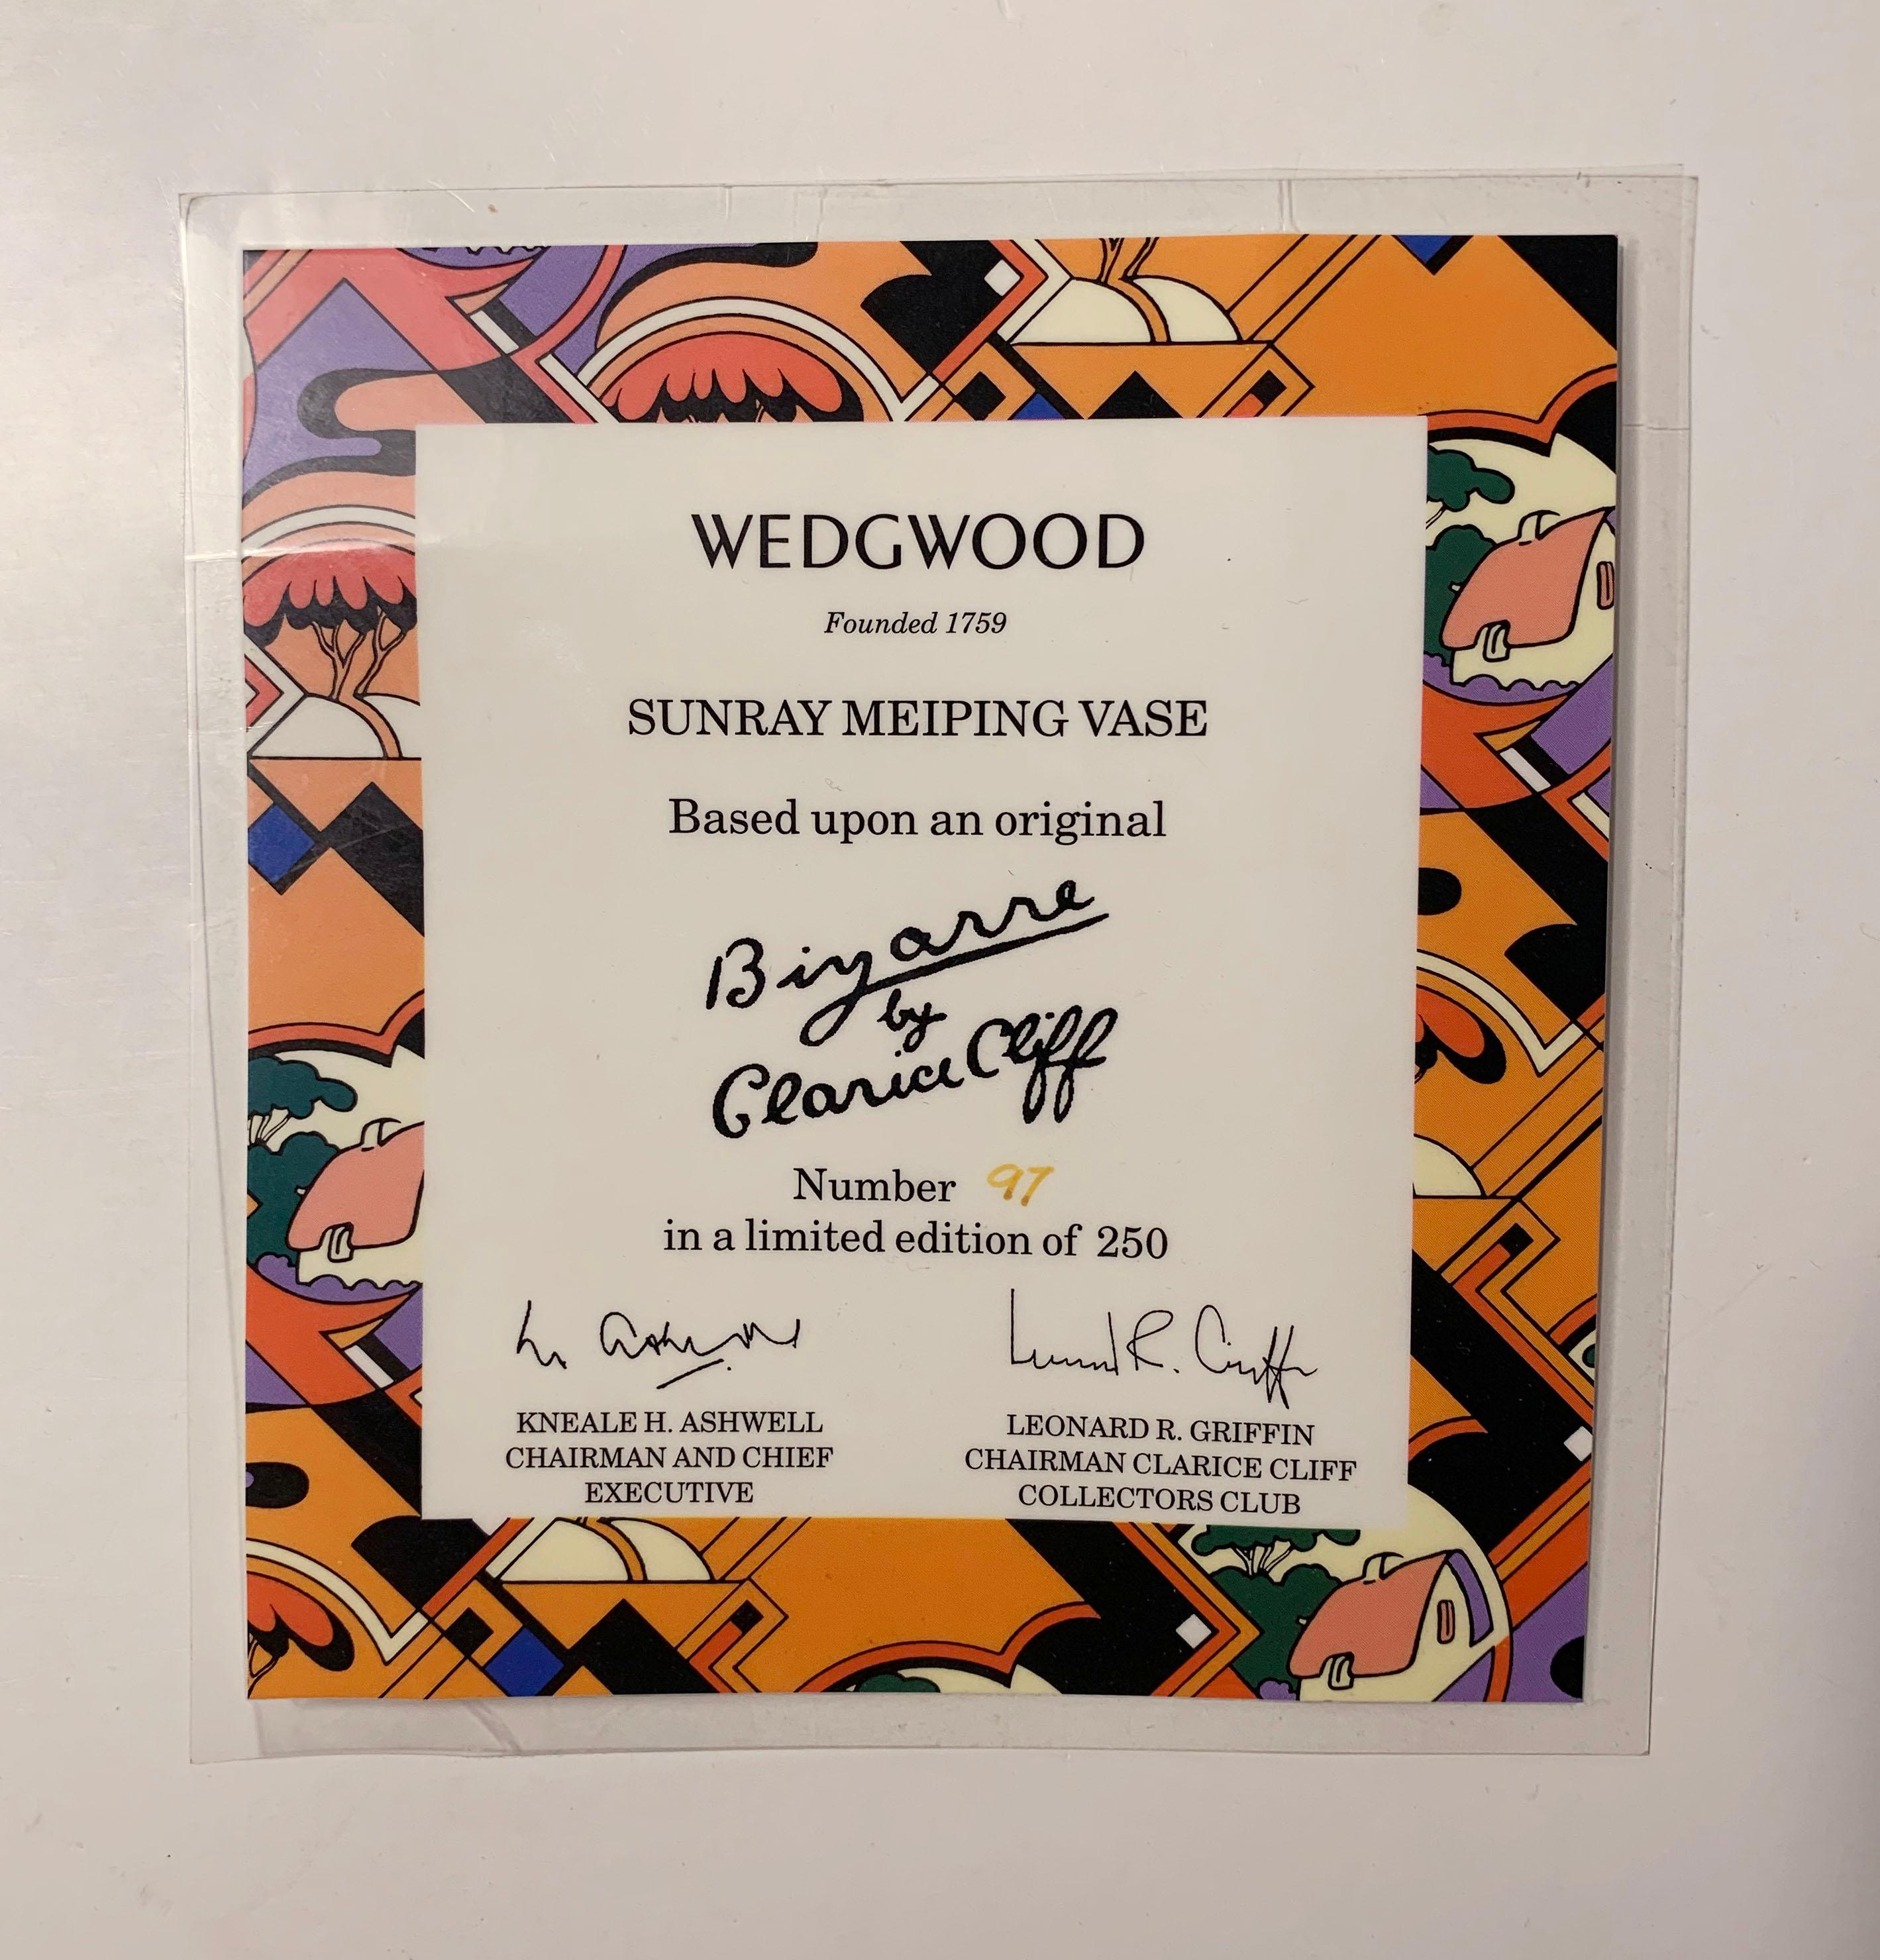 WEDGWOOD
Founded 1759
SUNRAY MEIPING VASE
Based upon an original
Bizarre
by
Clarice Cliff
Number 97
in a limited edition of 250
KNEALE H. ASHWELL
CHAIRMAN AND CHIEF
EXECUTIVE
LEONARD R. GRIFFIN
CHAIRMAN CLARICE CLIFF
COLLECTORS CLUB